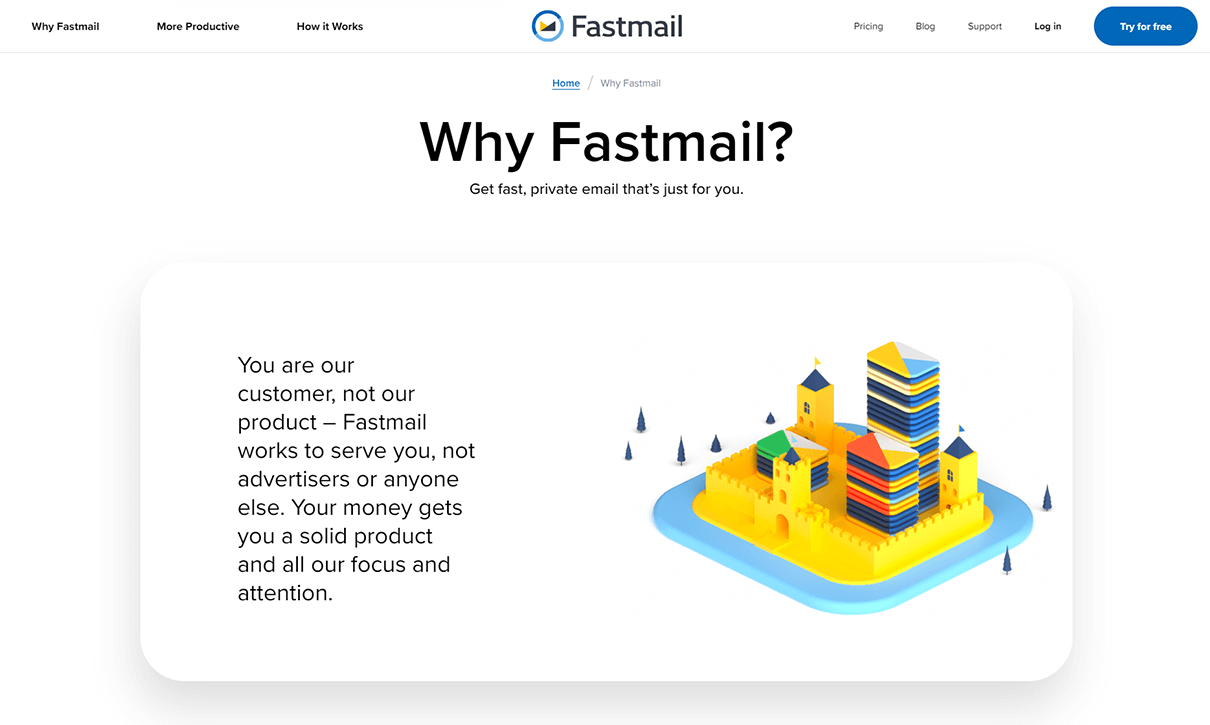 Why Fastmail More Productive How it Works Fastmail Pricing Blog Support Log in Try for free
Home / Why Fastmail
Why Fastmail?
Get fast, private email that’s just for you.
You are our
customer, not our
product – Fastmail
works to serve you, not
advertisers or anyone
else. Your money gets
you a solid product
and all our focus and
attention.